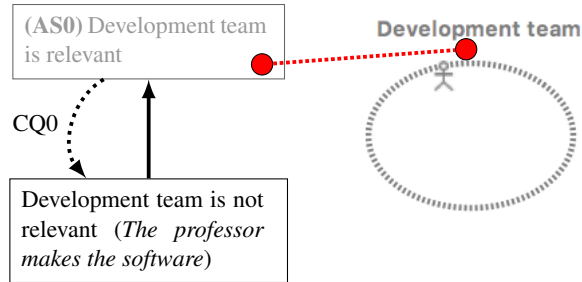 (AS0) Development team
is relevant
Development team
CQ0
Development team is not
relevant (The professor
makes the software)